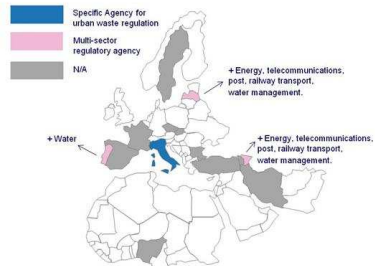 Specific Agency for
urban waste regulation
Multi-sector
regulatory agency
N/A
+ Energy, telecommunications,
post, railway transport,
water management.
+ Water
+ Energy, telecommunications,
post, railway transport,
water management.